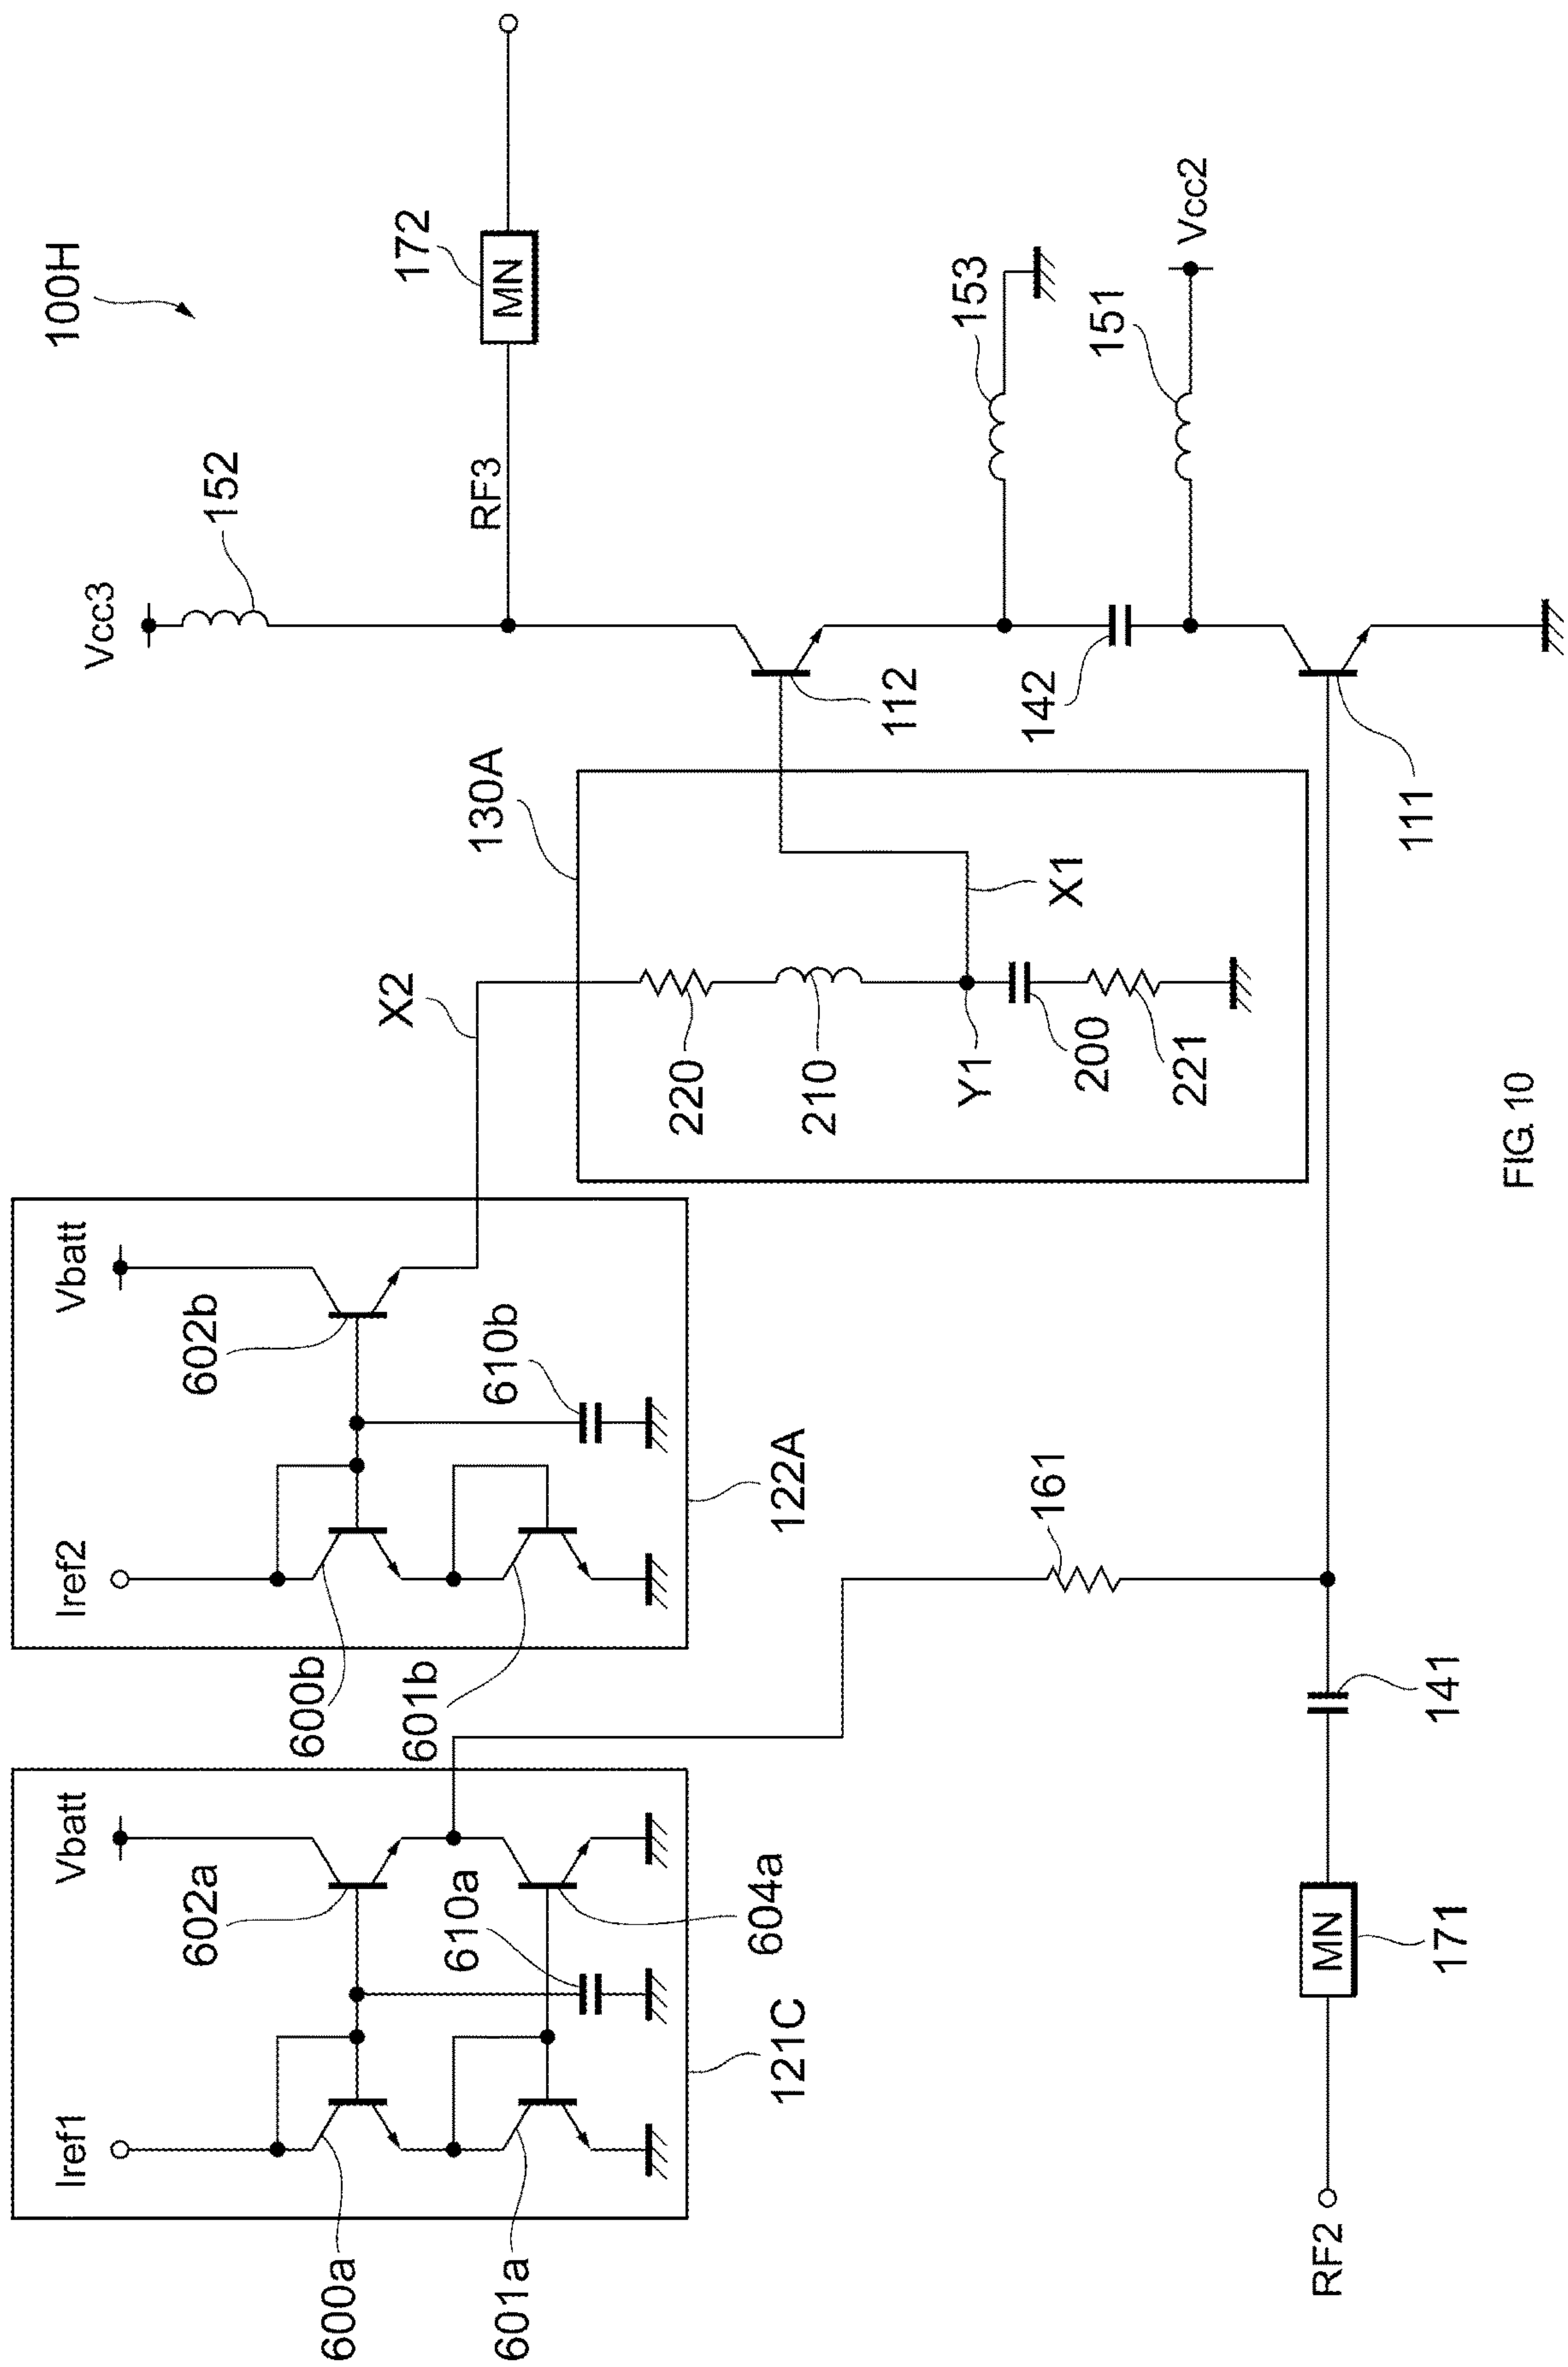 100H
Vcc3
152
RF3
MN
172
Iref1
Vbatt
602a
600a
601a
610a
604a
121C
Iref2
Vbatt
602b
600b
601b
610b
122A
X2
130A
220
210
Y1
X1
200
221
112
153
142
151
Vcc2
161
RF2
MN
171
141
111
FIG. 10